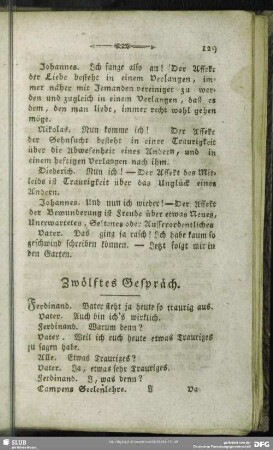 129
Johannes. Ich fange also an! Der Affekt
der Liebe besteht in einem Verlangen, im-
mer näher mit Jemanden vereiniget zu wer-
den und zugleich in einem Verlangen, daß es
dem, den man liebe, immer recht wohl gehen
möge.
Nikolas. Nun komme ich! Der Affekt
der Sehnsucht besteht in einer Traurigkeit
über die Abwesenheit eines Andern, und in
einem heftigen Verlangen nach ihm.
Diederich. Nun ich! — Der Affekt des Mit-
leids ist Traurigkeit über das Unglück eines
Andern.
Johannes. Und nun ich wieder! — Der Affekt
der Bewunderung ist Freude über etwas Neues,
Unerwartetes, Seltenes oder Ausserordentliches
Vater. Das ging ja rasch! Ich habe kaum so
geschwind schreiben können. — Jetzt folgt mir in
den Garten.
Zwölftes Gespräch.
Ferdinand. Vater sieht ja heute so traurig aus.
Vater. Auch bin ich's wirklich.
Ferdinand. Warum denn?
Vater. Weil ich euch heute etwas Trauriges
zu sagen habe.
Alle. Etwas Trauriges?
Vater. Ja, etwas sehr Trauriges.
Ferdinand. J, was denn?
Campens Seelenlehre. J Va-
SLUB
DFG